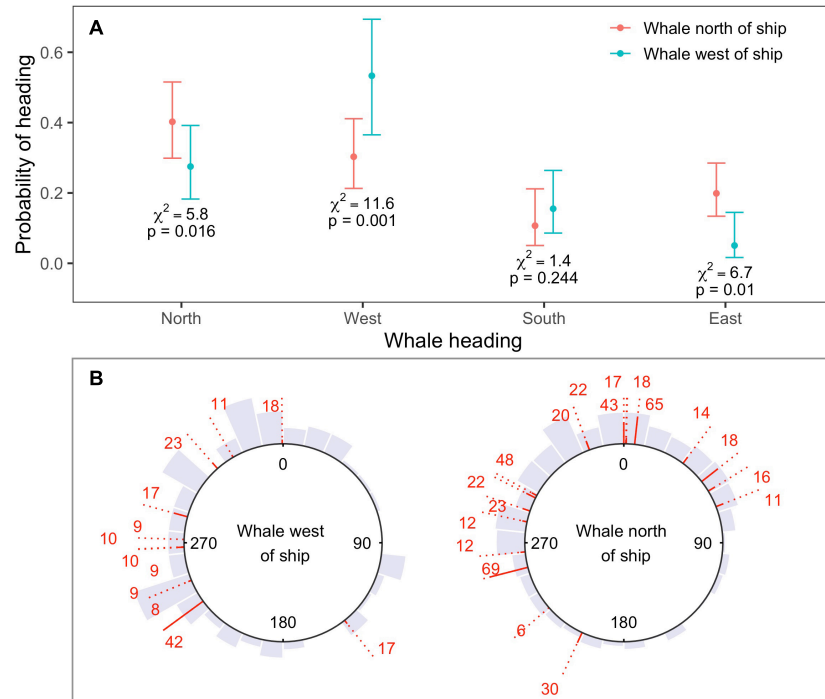 A
Whale north of ship
Whale west of ship
Probability of heading
0.6
0.4
0.2
0.0
χ² = 5.8
p = 0.016
χ² = 11.6
p = 0.001
χ² = 1.4
p = 0.244
χ² = 6.7
p = 0.01
North
West
South
East
Whale heading
B
18
11
23
17
9
10
10
9
9
8
42
17
0
90
180
270
Whale west
of ship
17
18
22
43
65
20
14
18
16
11
48
22
23
12
12
69
6
30
0
90
180
270
Whale north
of ship